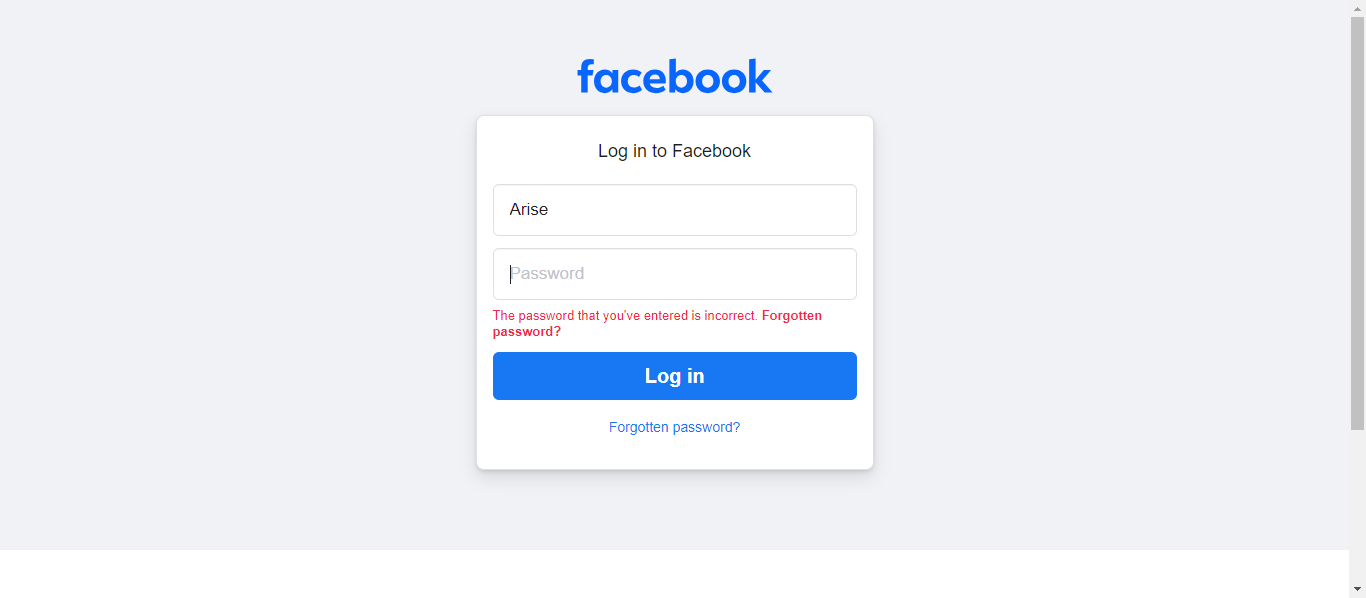 facebook
Log in to Facebook
Arise
Password
The password that you've entered is incorrect. Forgotten
password?
Log in
Forgotten password?